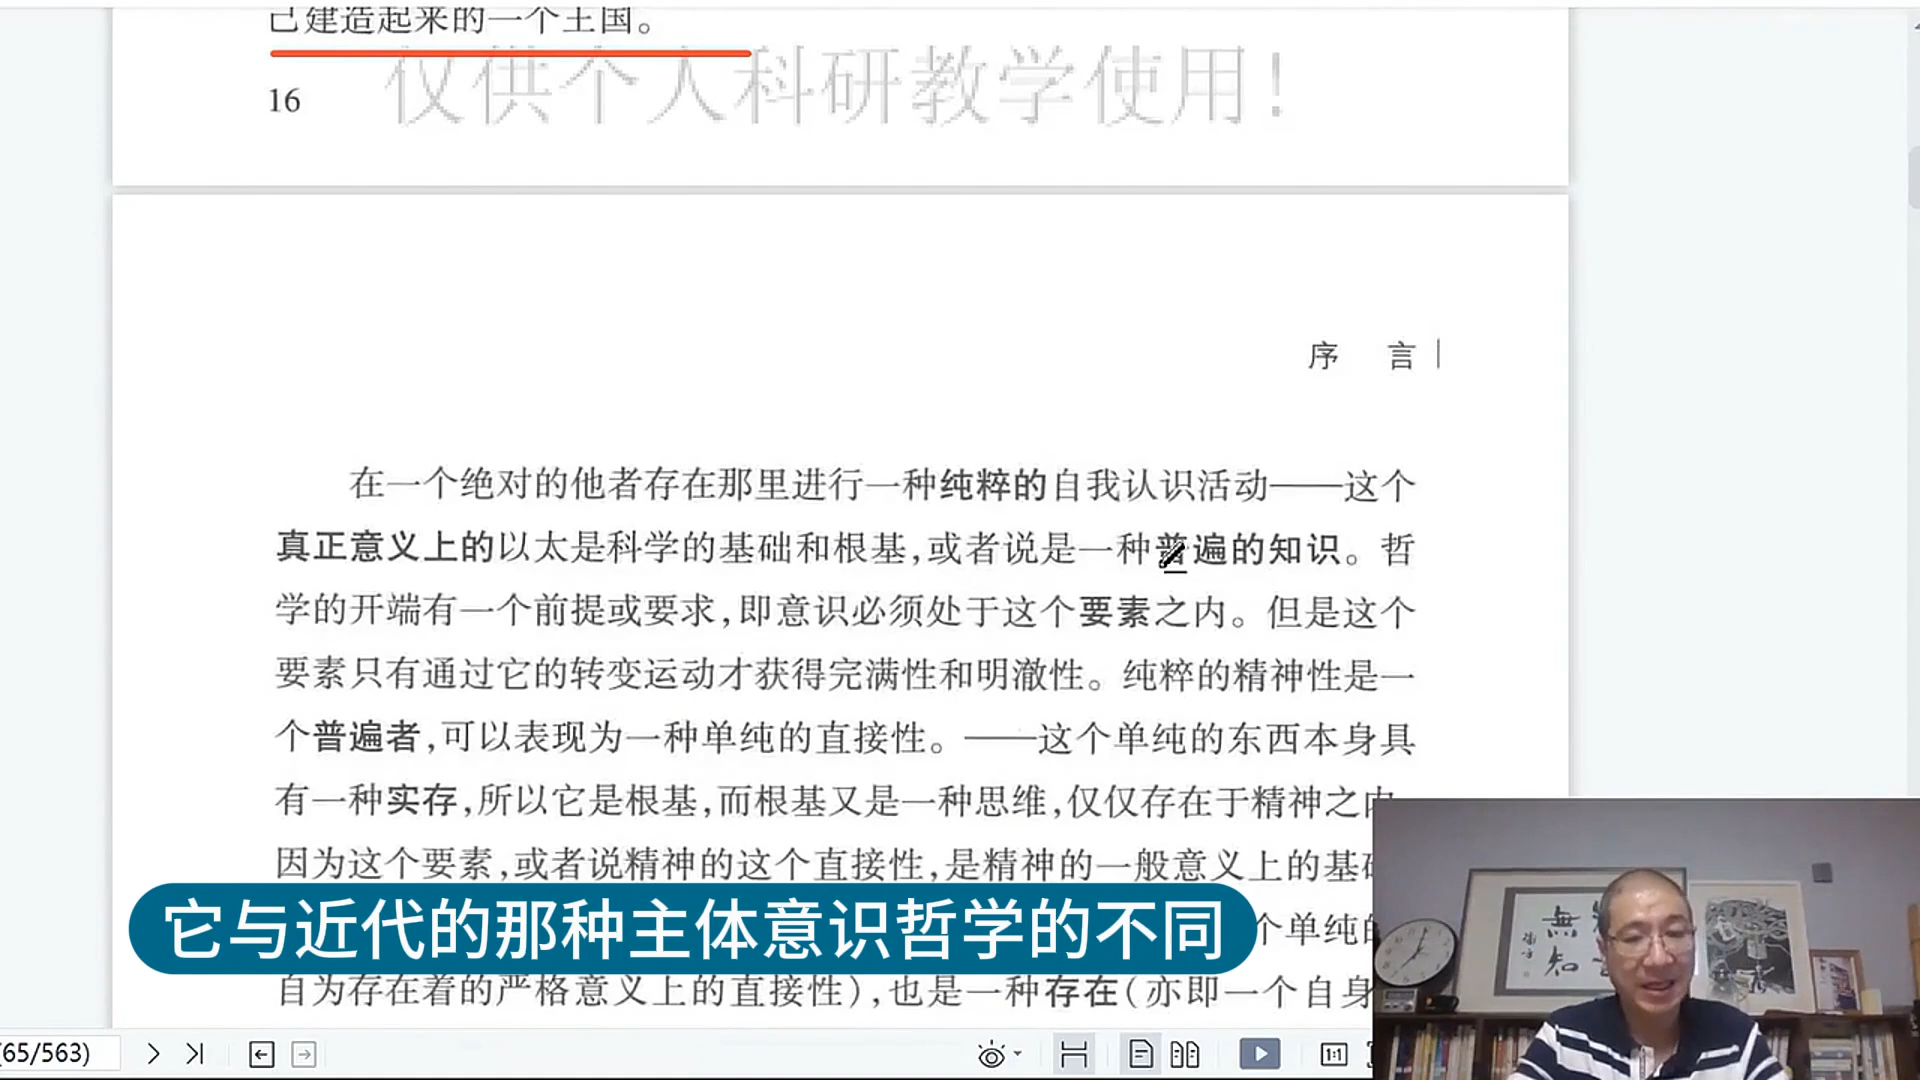 己建造起来的一个王国。
仅供个人科研教学使用!
16
序 言
在一个绝对的他者存在那里进行一种纯粹的自我认识活动——这个
真正意义上的以太是科学的基础和根基,或者说是一种普遍的知识。哲
学的开端有一个前提或要求,即意识必须处于这个要素之内。但是这个
要素只有通过它的转变运动才获得完满性和明澈性。纯粹的精神性是一
个普遍者,可以表现为一种单纯的直接性。——这个单纯的东西本身具
有一种实存,所以它是根基,而根基又是一种思维,仅仅存在于精神之内
因为这个要素,或者说精神的这个直接性,是精神的一般意义上的基础
它与近代的那种主体意识哲学的不同
个单纯的
自为存在着的严格意义上的直接性),也是一种存在(亦即一个自身
65/563)
1:1
無
知